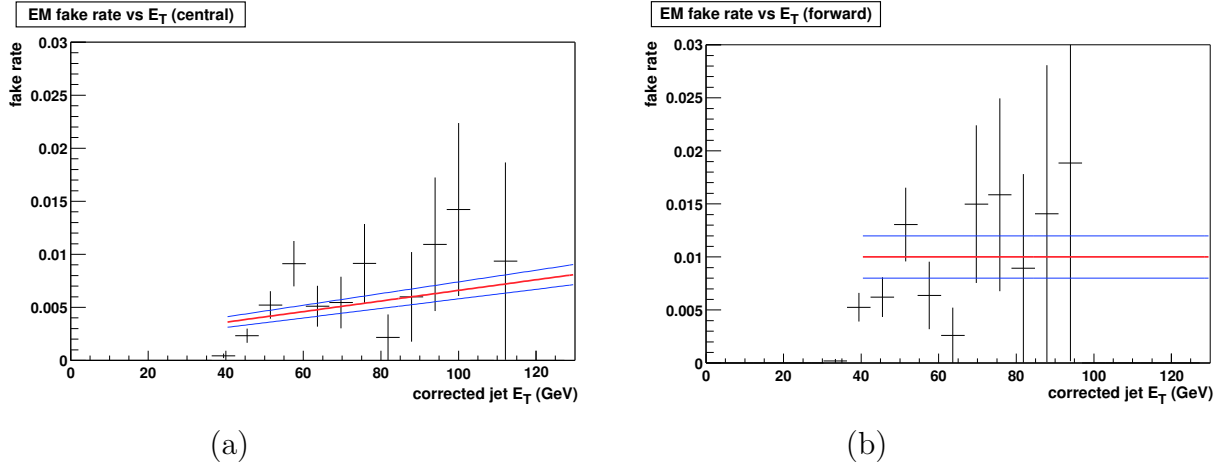 EM fake rate vs E_T (central)
fake rate
0.03
0.025
0.02
0.015
0.01
0.005
0
0 20 40 60 80 100 120
corrected jet E_T (GeV)
(a)
EM fake rate vs E_T (forward)
fake rate
0.03
0.025
0.02
0.015
0.01
0.005
0
0 20 40 60 80 100 120
corrected jet E_T (GeV)
(b)